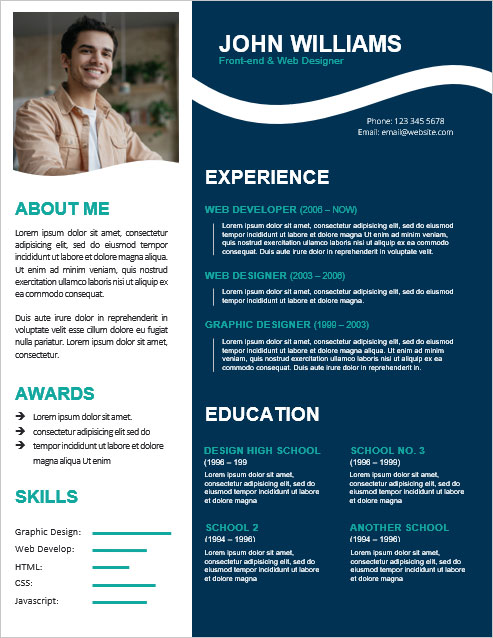 JOHN WILLIAMS
Front-end & Web Designer
Phone: 123 345 5678
Email: email@website.com
ABOUT ME
Lorem ipsum dolor sit amet, consectetur
adipisicing elit, sed do eiusmod tempor
incididunt ut labore et dolore magna aliqua.
Ut enim ad minim veniam, quis nostrud
exercitation ullamco laboris nisi ut aliquip ex
ea commodo consequat.
Duis aute irure dolor in reprehenderit in
voluptate velit esse cillum dolore eu fugiat
nulla pariatur. Lorem ipsum dolor sit amet,
consectetur.
AWARDS
➔ Lorem ipsum dolor sit amet.
➔ consectetur adipisicing elit sed do
➔ tempor incididunt ut labore et dolore
magna aliqua Ut enim
SKILLS
Graphic Design:
Web Develop:
HTML:
CSS:
Javascript:
EXPERIENCE
WEB DEVELOPER (2006 – NOW)
Lorem ipsum dolor sit amet, consectetur adipisicing elit, sed do eiusmod
tempor incididunt ut labore et dolore magna aliqua. Ut enim ad minim veniam,
quis nostrud exercitation ullamco laboris nisi ut aliquip ex ea commodo
consequat. Duis aute irure dolor in reprehenderit velit.
WEB DESIGNER (2003 – 2006)
Lorem ipsum dolor sit amet, consectetur adipisicing elit, sed do eiusmod
tempor incididunt ut labore et dolore magna.
GRAPHIC DESIGNER (1999 – 2003)
Lorem ipsum dolor sit amet, consectetur adipisicing elit, sed do eiusmod
tempor incididunt ut labore et dolore magna aliqua. Ut enim ad minim veniam,
quis nostrud exercitation ullamco laboris nisi ut aliquip ex ea commodo
consequat. Duis aute irure dolor in reprehenderit in.
EDUCATION
DESIGN HIGH SCHOOL
(1996 – 199
Lorem ipsum dolor sit amet,
consectetur adipisicing elit, sed do
eiusmod tempor incididunt ut labore
et dolore magna
SCHOOL NO. 3
(1996 – 1999)
Lorem ipsum dolor sit amet,
consectetur adipisicing elit, sed do
eiusmod tempor incididunt ut labore
et dolore magna
SCHOOL 2
(1994 – 1996)
Lorem ipsum dolor sit amet,
consectetur adipisicing elit, sed do
eiusmod tempor incididunt ut labore
et dolore magna
ANOTHER SCHOOL
(1994 – 1996)
Lorem ipsum dolor sit amet,
consectetur adipisicing elit, sed do
eiusmod tempor incididunt ut labore
et dolore magna